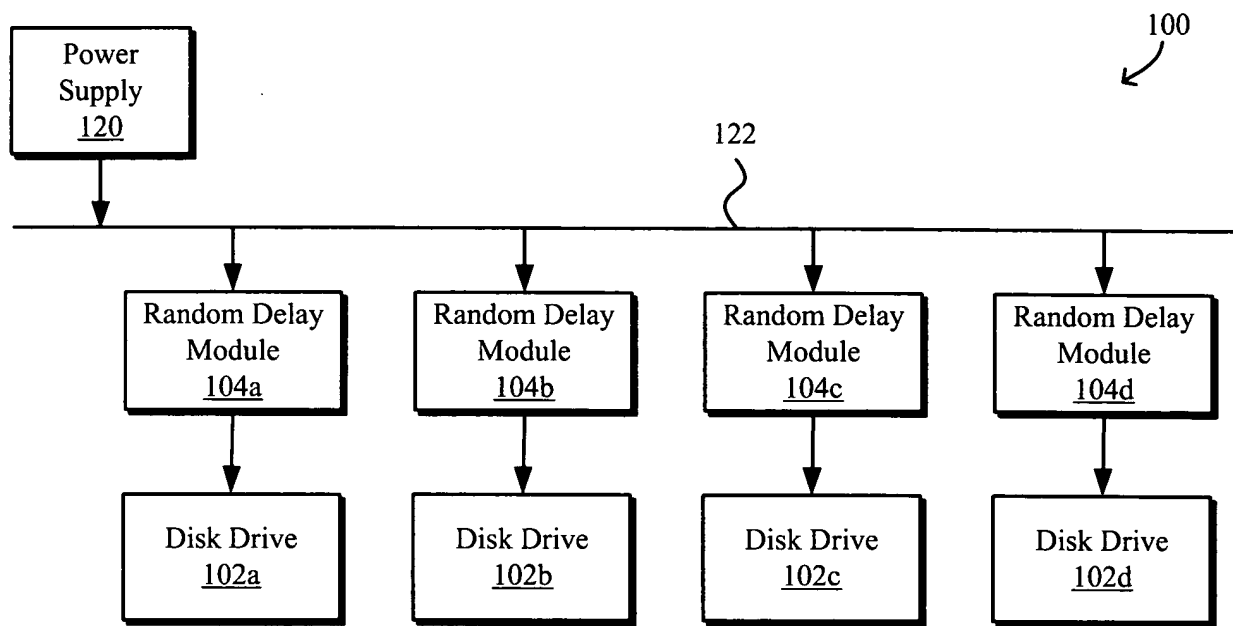 100
Power
Supply
120
122
Random Delay
Module
104a
Random Delay
Module
104b
Random Delay
Module
104c
Random Delay
Module
104d
Disk Drive
102a
Disk Drive
102b
Disk Drive
102c
Disk Drive
102d